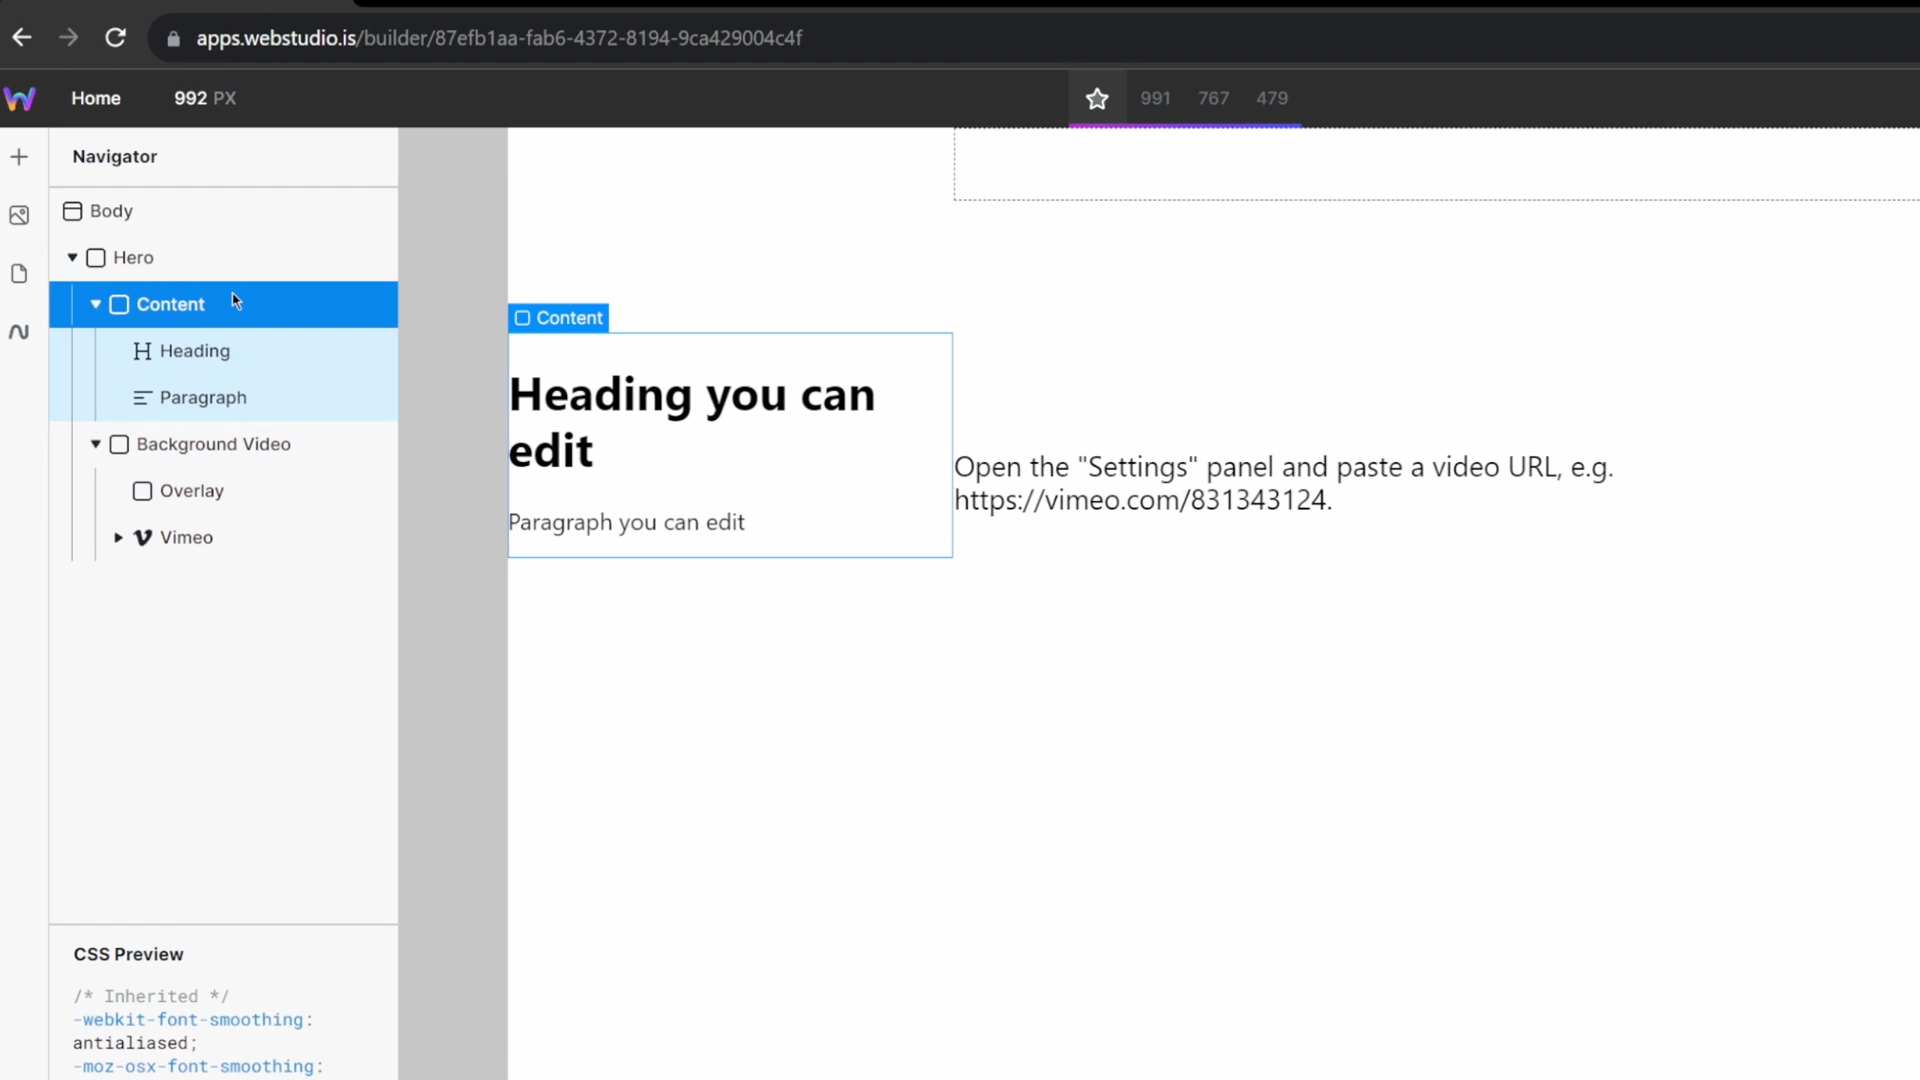 apps.webstudio.is/builder/87efb1aa-fab6-4372-8194-9ca429004c4f
Home
992 PX
991
767
479
Navigator
Body
Hero
Content
Heading
Paragraph
Background Video
Overlay
Vimeo
Content
Heading you can
edit
Paragraph you can edit
Open the "Settings" panel and paste a video URL, e.g.
https://vimeo.com/831343124.
CSS Preview
/* Inherited */
-webkit-font-smoothing:
antialiased;
-moz-osx-font-smoothing: